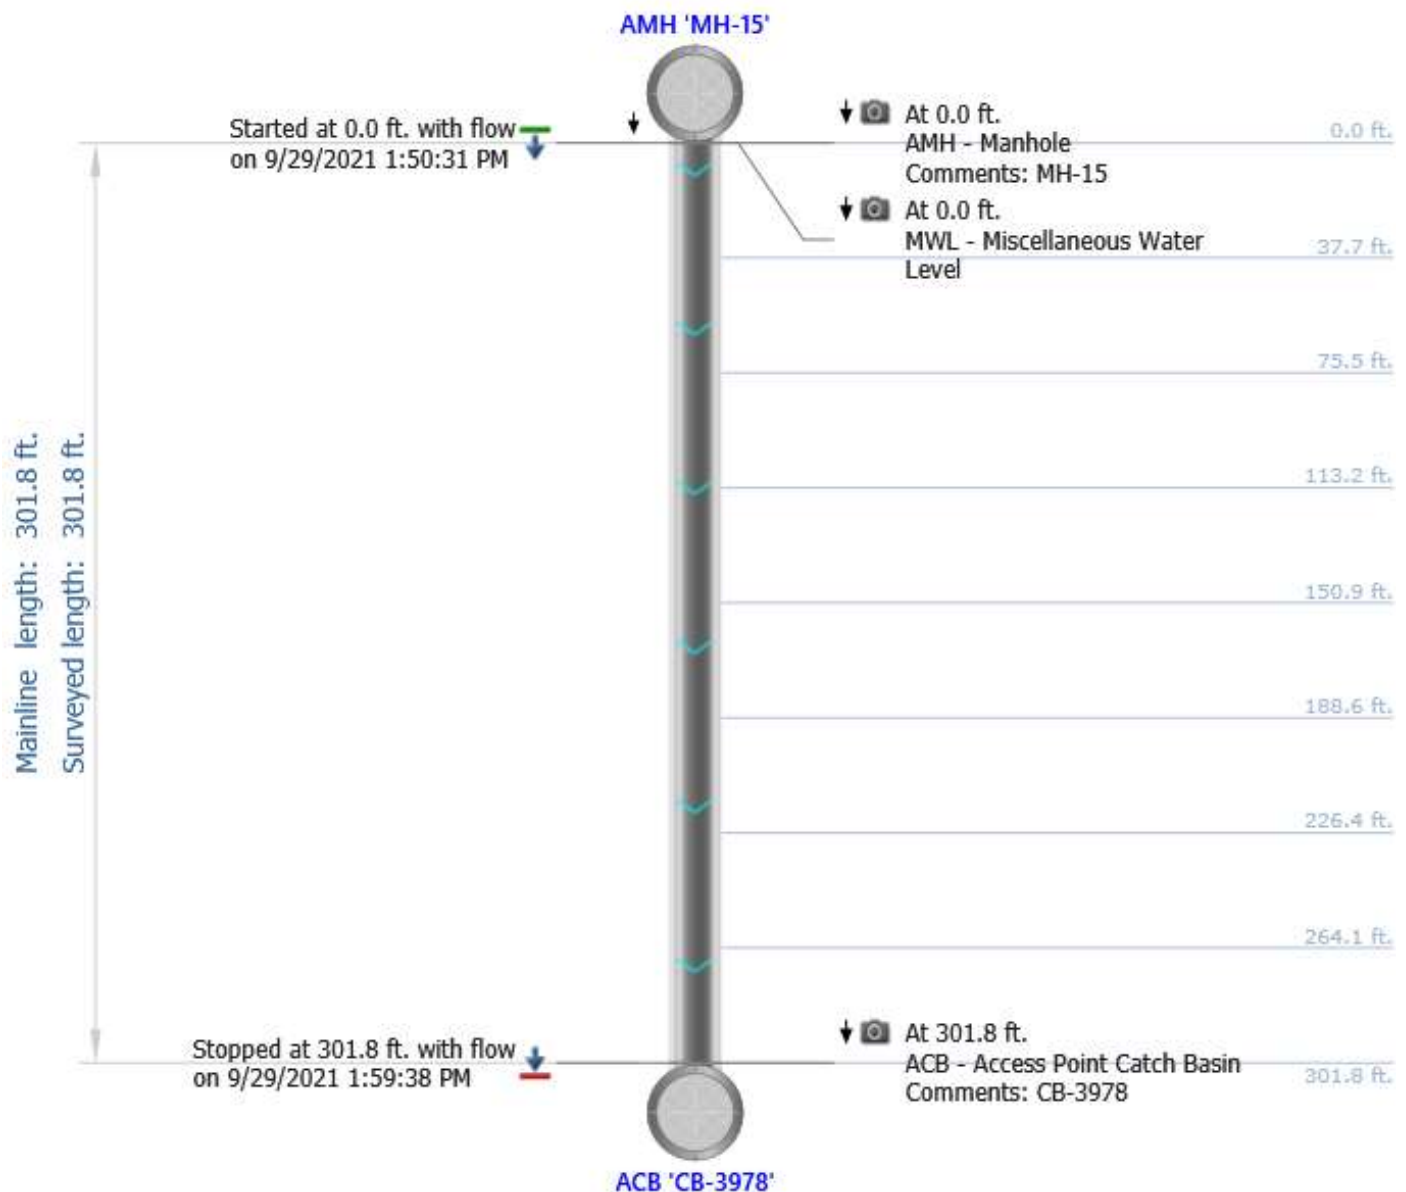 AMH 'MH-15'
Started at 0.0 ft. with flow
on 9/29/2021 1:50:31 PM
At 0.0 ft.
AMH - Manhole
Comments: MH-15
0.0 ft.
At 0.0 ft.
MWL - Miscellaneous Water
Level
37.7 ft.
75.5 ft.
113.2 ft.
150.9 ft.
188.6 ft.
226.4 ft.
264.1 ft.
Mainline length: 301.8 ft.
Surveyed length: 301.8 ft.
Stopped at 301.8 ft. with flow
on 9/29/2021 1:59:38 PM
At 301.8 ft.
ACB - Access Point Catch Basin
Comments: CB-3978
301.8 ft.
ACB 'CB-3978'